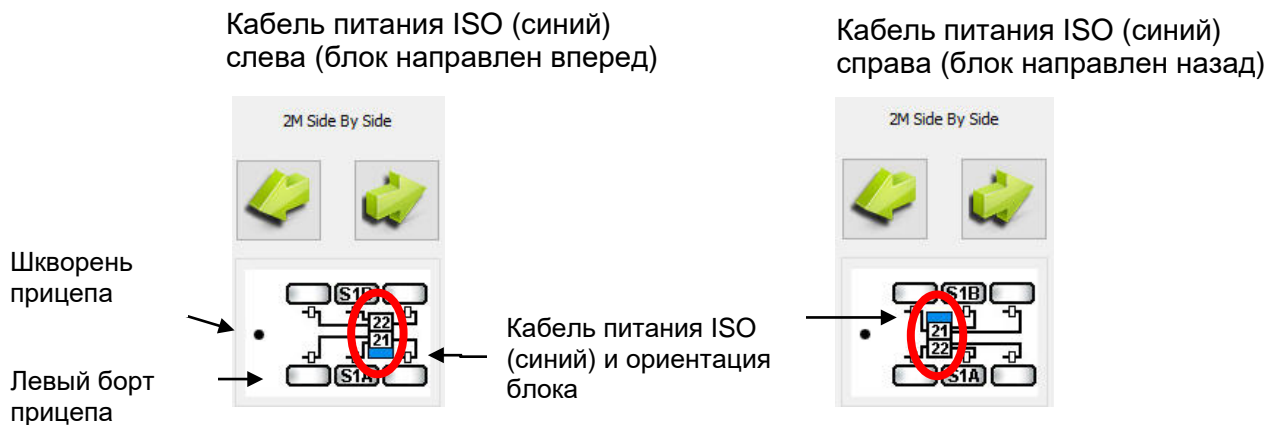 Кабель питания ISO (синий)
слева (блок направлен вперед)
Кабель питания ISO (синий)
справа (блок направлен назад)
2M Side By Side
2M Side By Side
Шкворень
прицепа
Левый борт
прицепа
S1B
22
21
S1A
Кабель питания ISO
(синий) и ориентация
блока
S1B
21
22
S1A